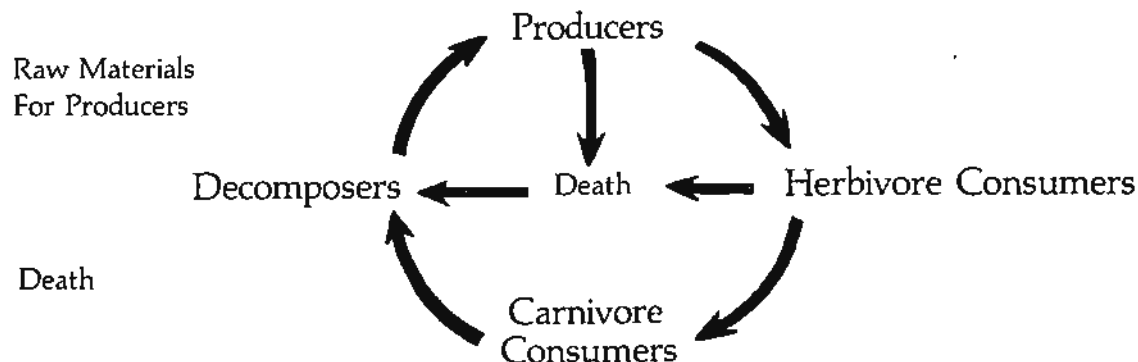 Producers
Raw Materials
For Producers
Decomposers
Death
Herbivore Consumers
Death
Carnivore
Consumers